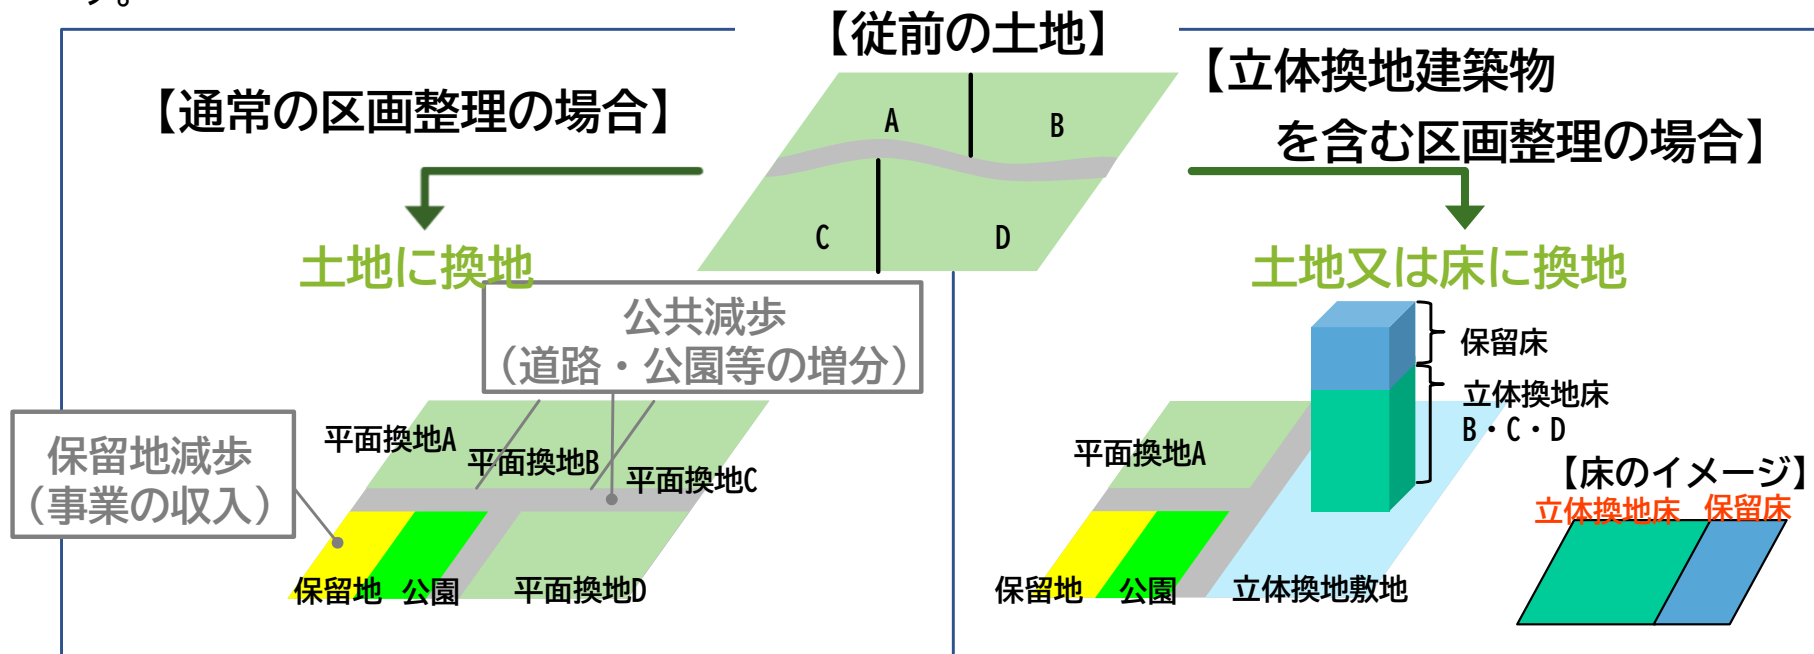 す。
【従前の土地】
A
B
C
D
【通常の区画整理の場合】
土地に換地
公共減歩
（道路・公園等の増分）
保留地減歩
（事業の収入）
平面換地A
平面換地B
平面換地C
保留地
公園
平面換地D
【立体換地建築物
を含む区画整理の場合】
土地又は床に換地
保留床
立体換地床
B・C・D
平面換地A
保留地
公園
立体換地敷地
【床のイメージ】
立体換地床
保留床